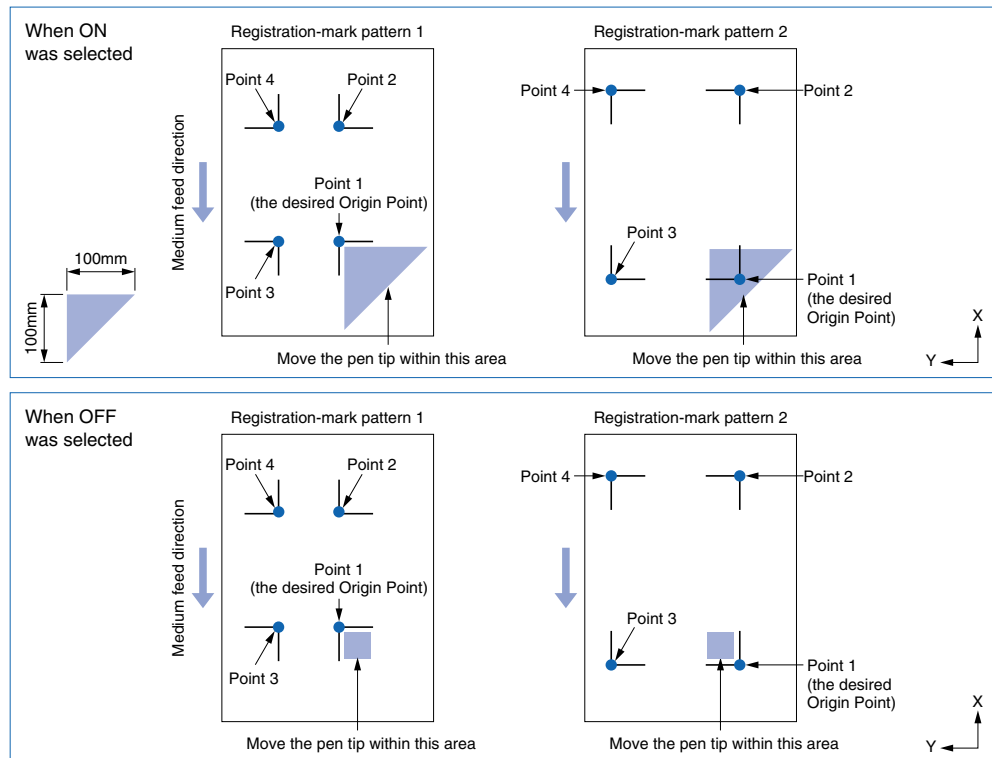 When ON
was selected
Registration-mark pattern 1
Registration-mark pattern 2
Point 4
Point 2
Point 4
Point 2
Medium feed direction
Point 1
(the desired Origin Point)
Point 3
Point 3
Point 1
(the desired
Origin Point)
100mm
100mm
Move the pen tip within this area
Move the pen tip within this area
X
Y
When OFF
was selected
Registration-mark pattern 1
Registration-mark pattern 2
Point 4
Point 2
Point 4
Point 2
Medium feed direction
Point 1
(the desired Origin Point)
Point 3
Point 3
Point 1
(the desired
Origin Point)
Move the pen tip within this area
Move the pen tip within this area
X
Y